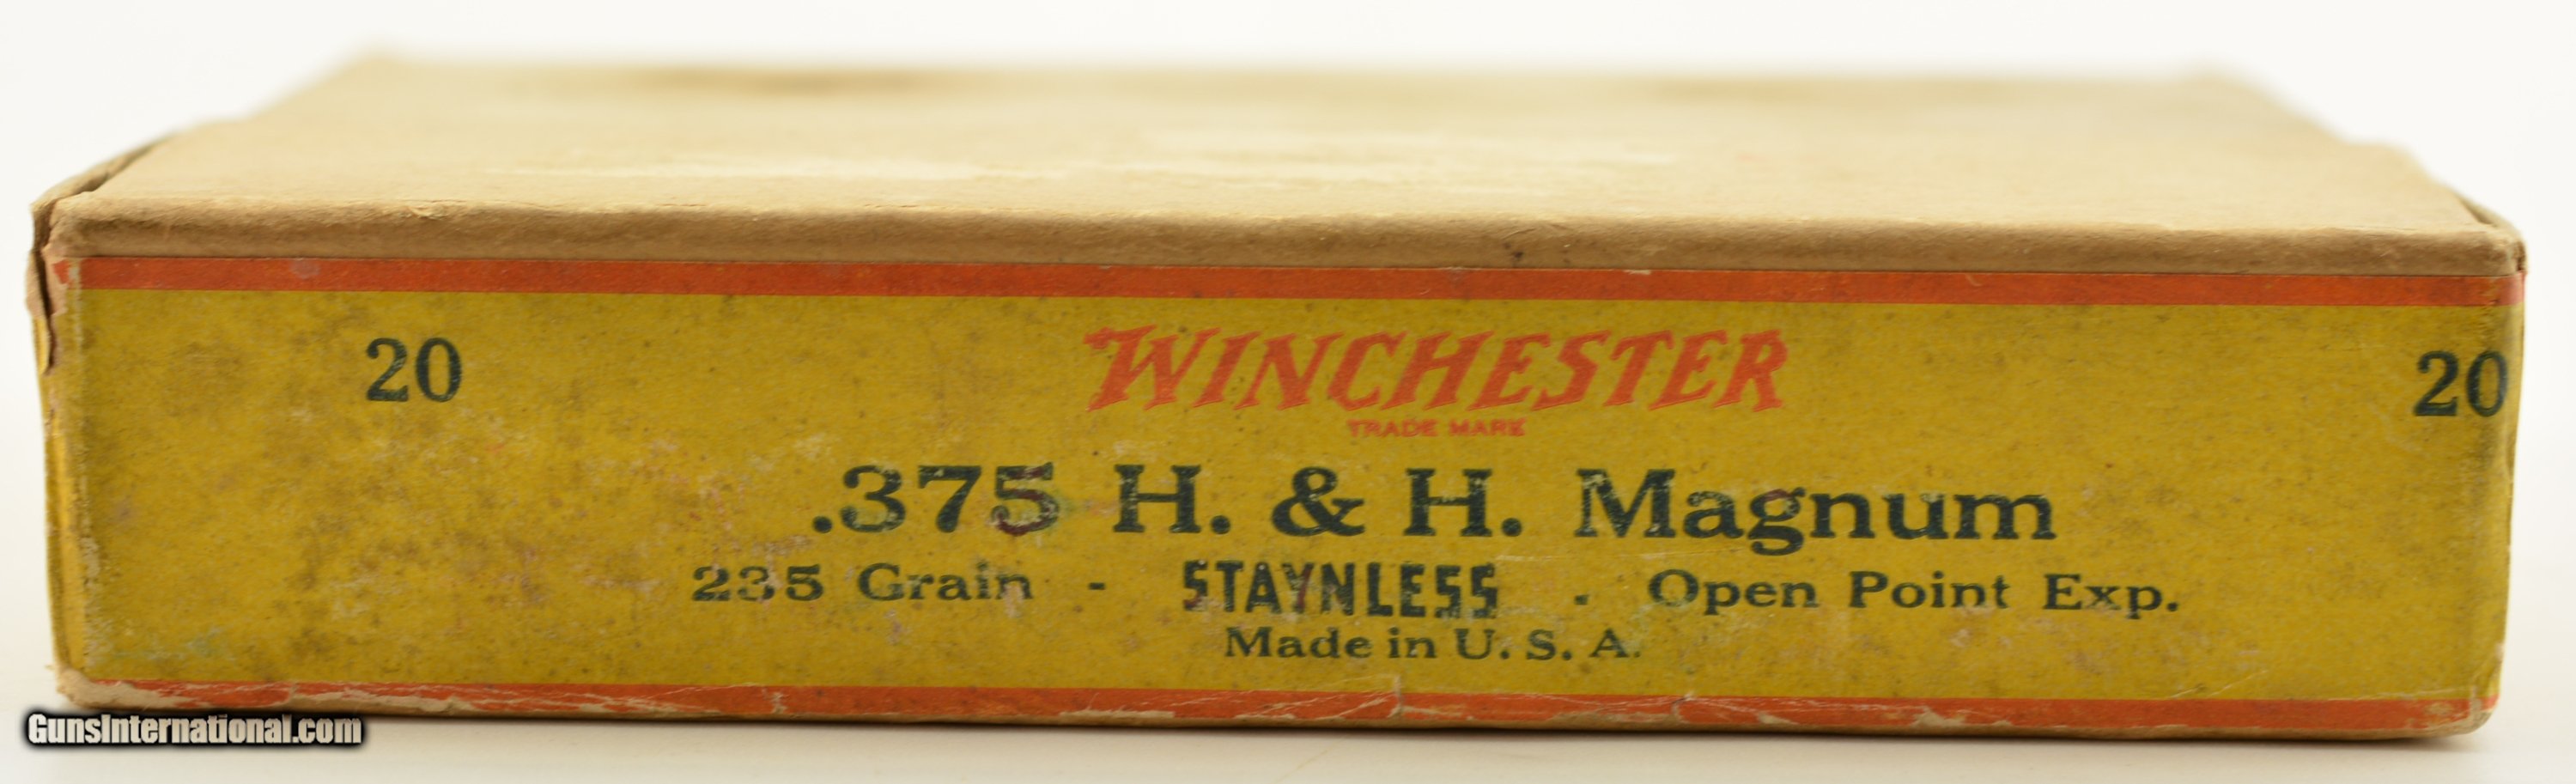 20 WINCHESTER 20
TRADE MARK
.375 H. & H. Magnum
235 Grain - STAYNLESS - Open Point Exp.
Made in U. S. A.
GunsInternational.com